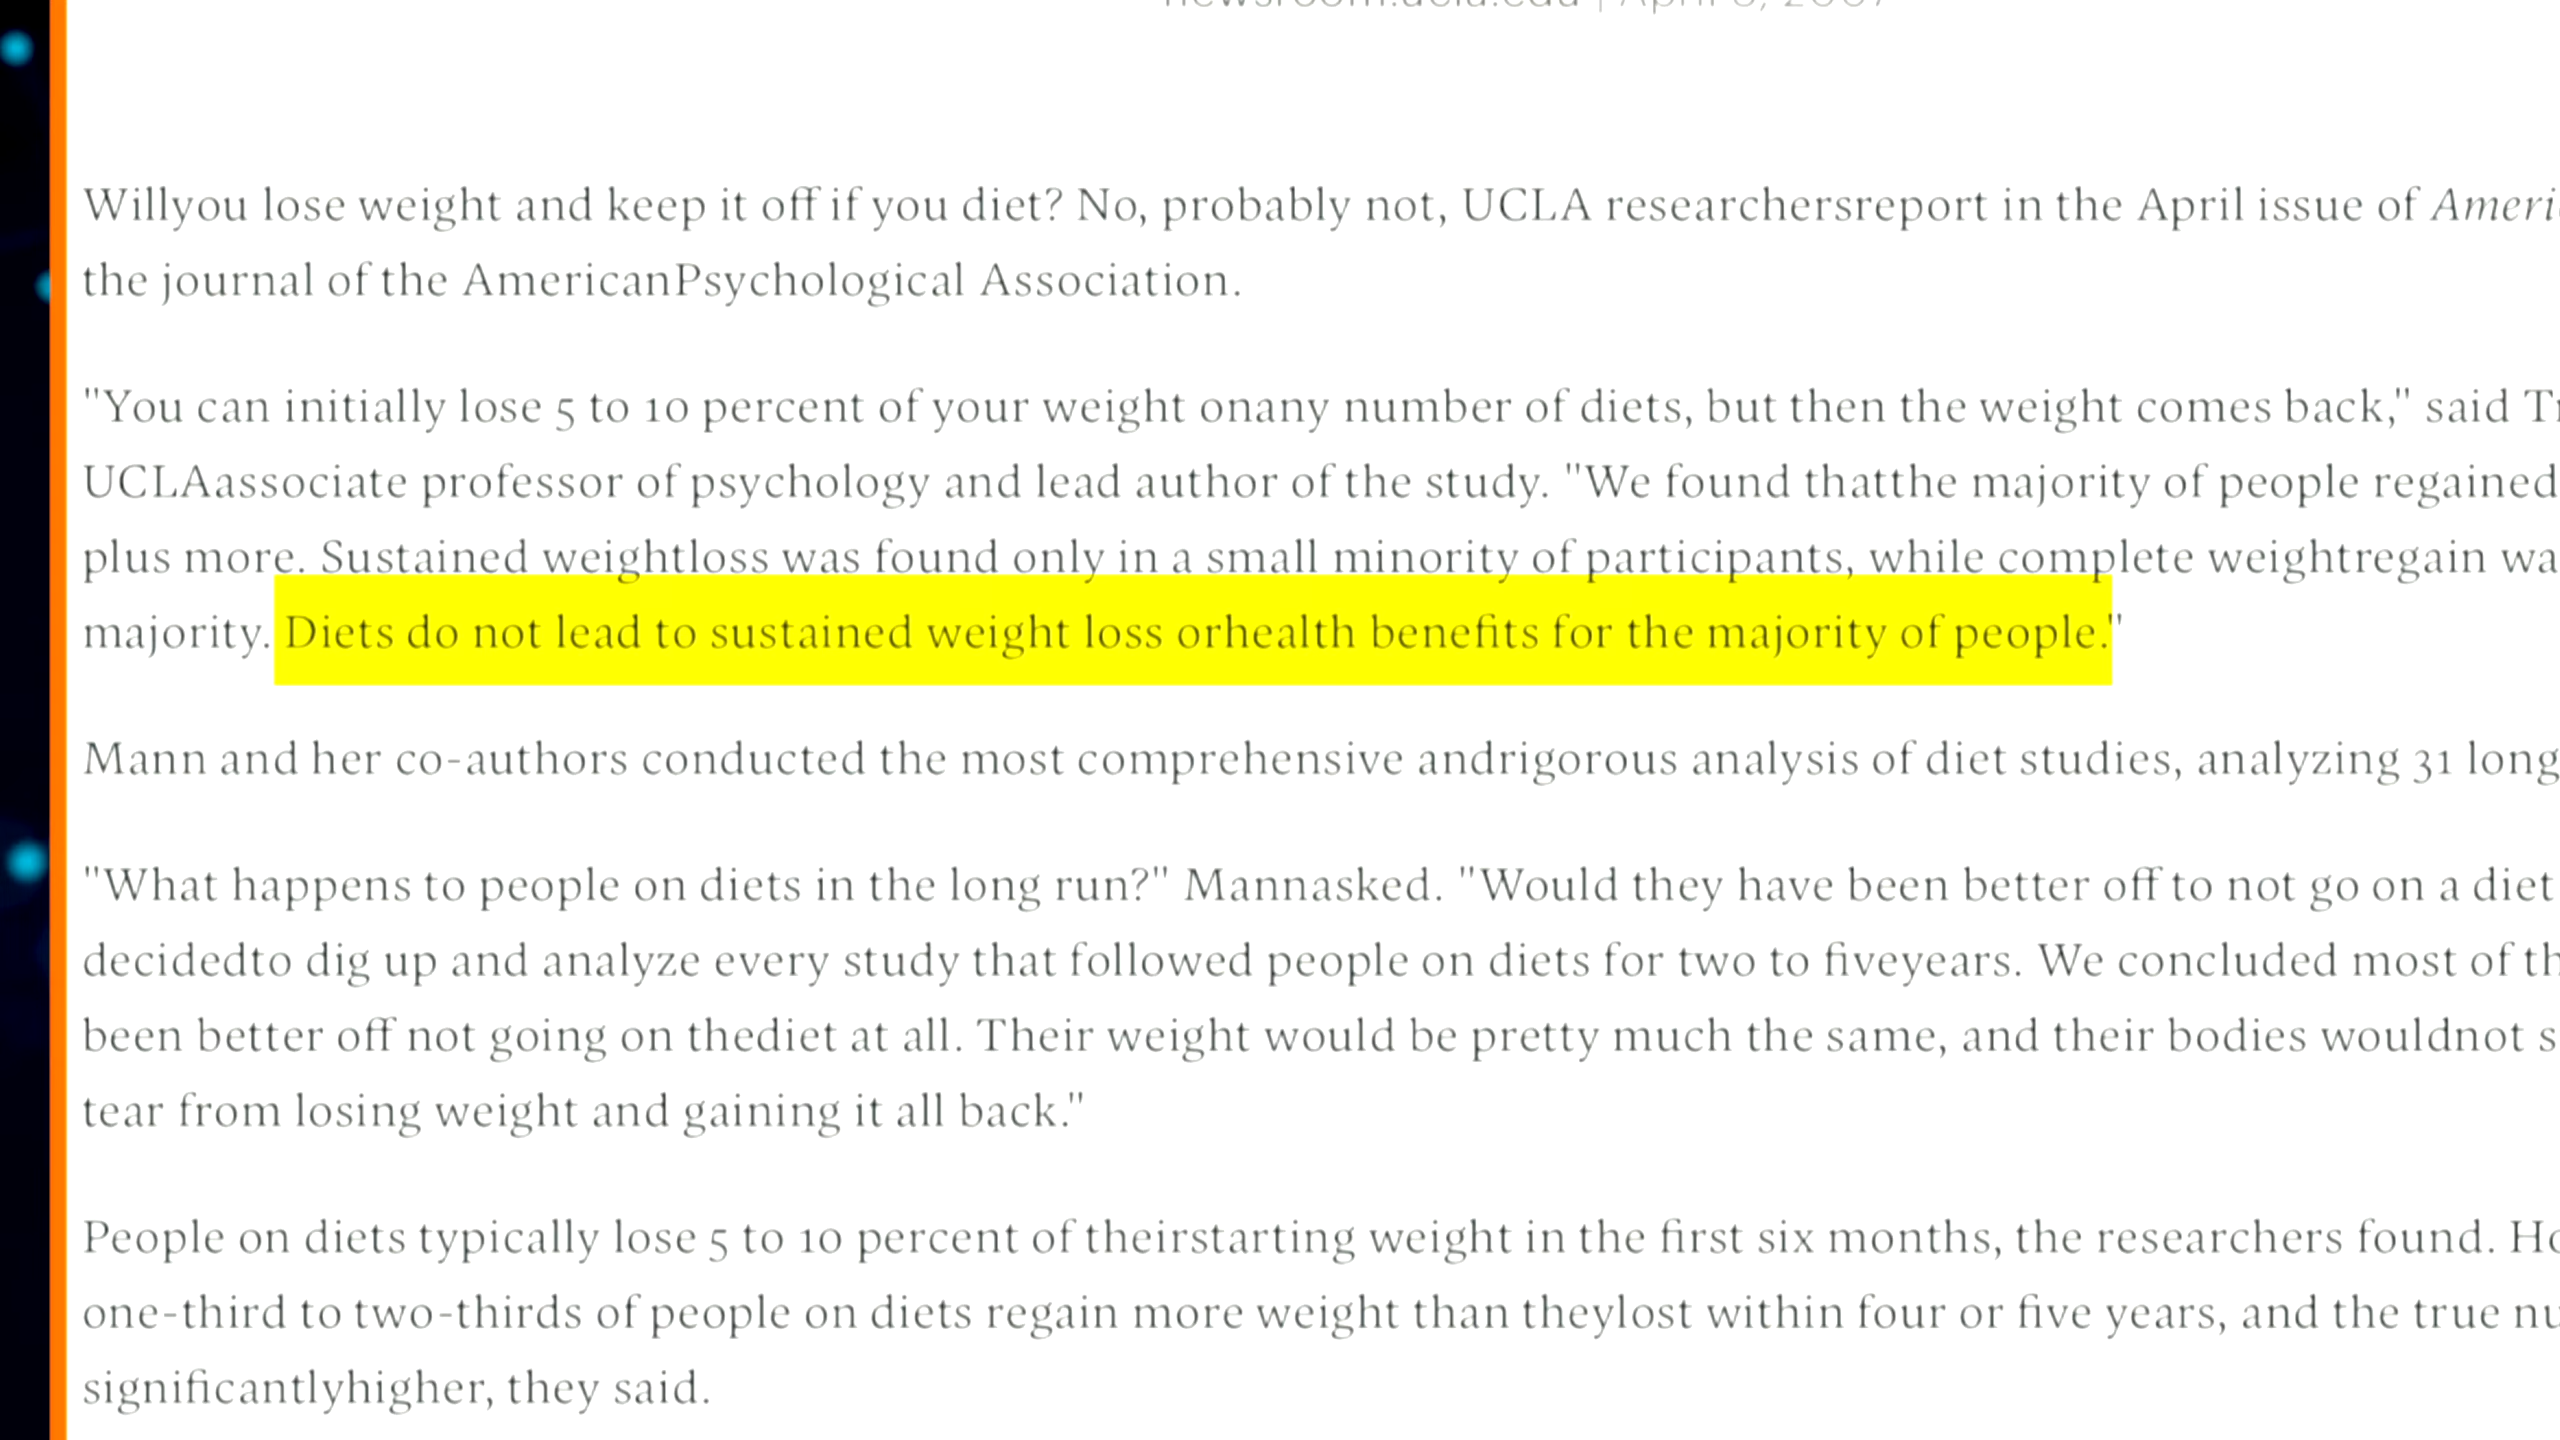 newsroom.ucla.edu | April 3, 2007
Willyou lose weight and keep it off if you diet? No, probably not, UCLA researchersreport in the April issue of
the journal of the AmericanPsychological Association.
"You can initially lose 5 to 10 percent of your weight onany number of diets, but then the weight comes back," said
UCLAassociate professor of psychology and lead author of the study. "We found thatthe majority of people regained
plus more. Sustained weightloss was found only in a small minority of participants, while complete weightregain
majority. Diets do not lead to sustained weight loss orhealth benefits for the majority of people."
Mann and her co-authors conducted the most comprehensive andrigorous analysis of diet studies, analyzing 31 long
"What happens to people on diets in the long run?" Mannasked. "Would they have been better off to not go on a diet
decidedto dig up and analyze every study that followed people on diets for two to fiveyears. We concluded most of
been better off not going on thediet at all. Their weight would be pretty much the same, and their bodies wouldnot
tear from losing weight and gaining it all back."
People on diets typically lose 5 to 10 percent of theirstarting weight in the first six months, the researchers found.
one-third to two-thirds of people on diets regain more weight than theylost within four or five years, and the true
significantlyhigher, they said.